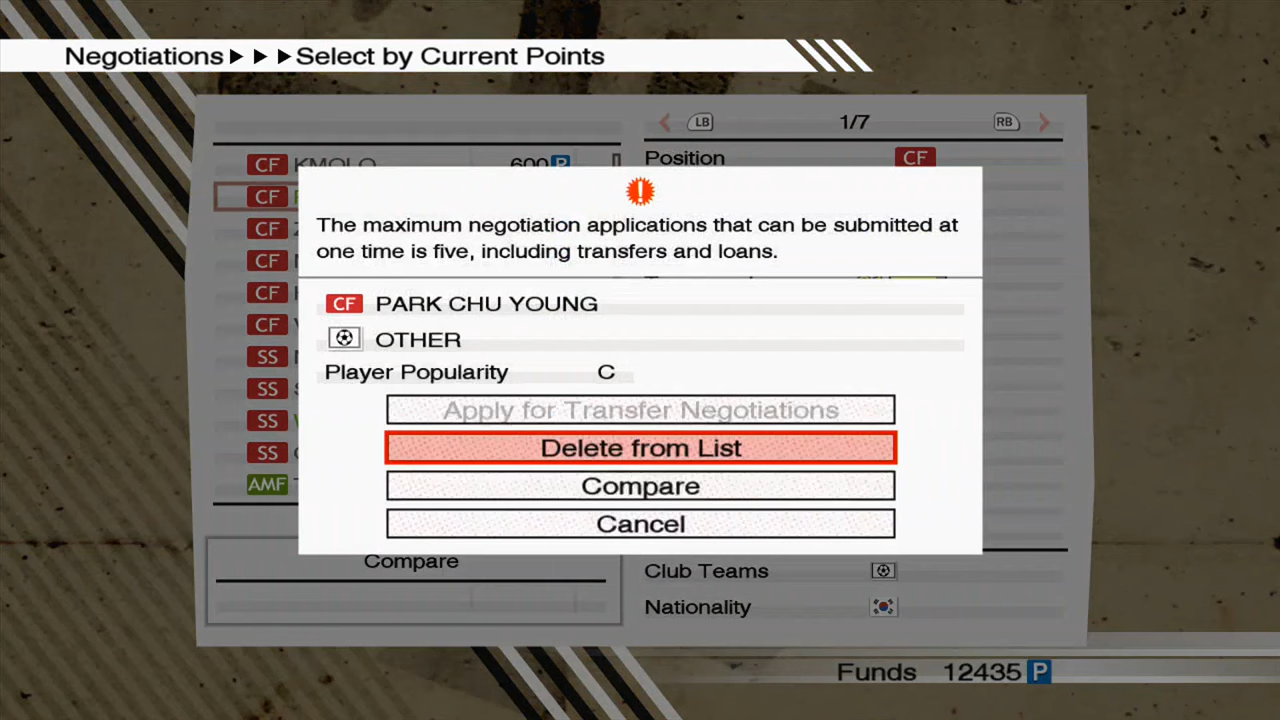 Negotiations▶ ▶ ▶Select by Current Points
LB 1/7 RB
CF 600P
Position CF
CF
CF
CF
CF
CF
SS
SS
SS
SS
AMF
The maximum negotiation applications that can be submitted at
one time is five, including transfers and loans.
CF PARK CHU YOUNG
OTHER
Player Popularity C
Apply for Transfer Negotiations
Delete from List
Compare
Cancel
Compare
Club Teams
Nationality
Funds 12435 P